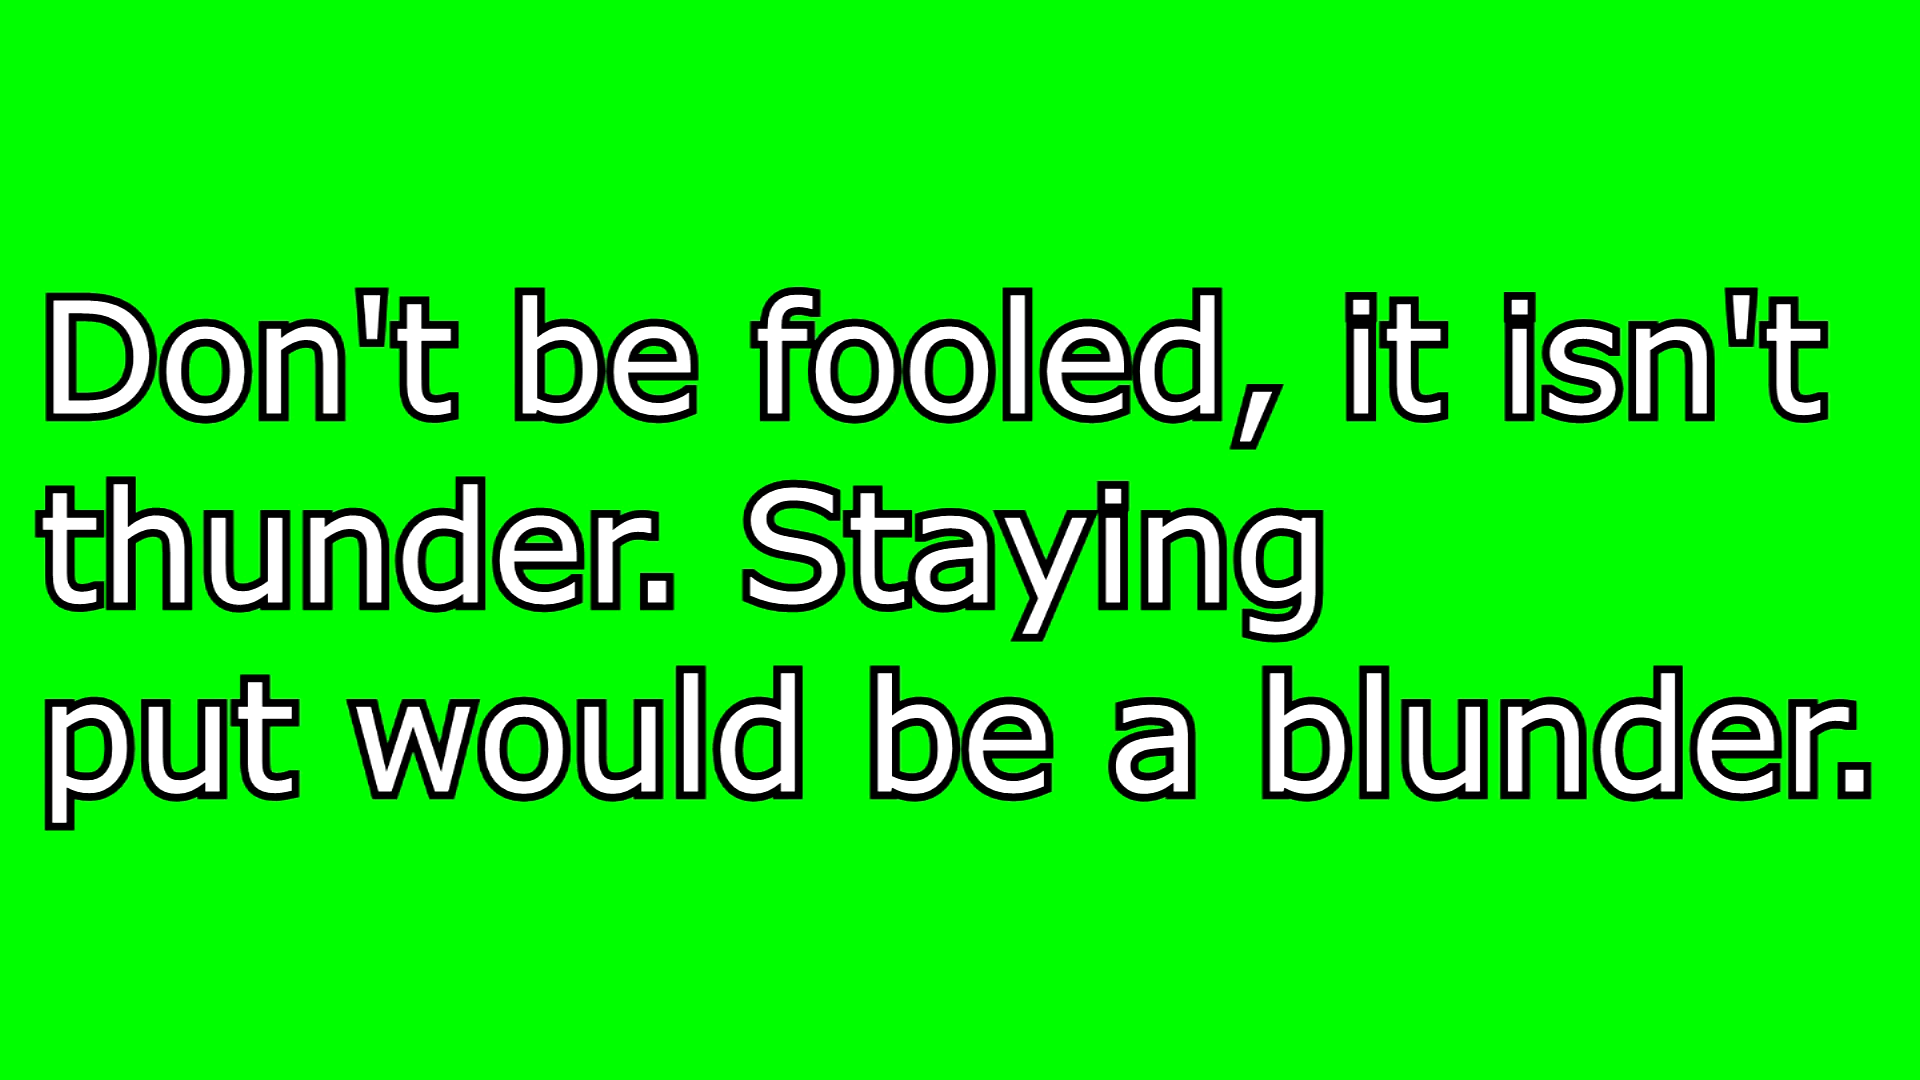 Don't be fooled, it isn't
thunder. Staying
put would be a blunder.